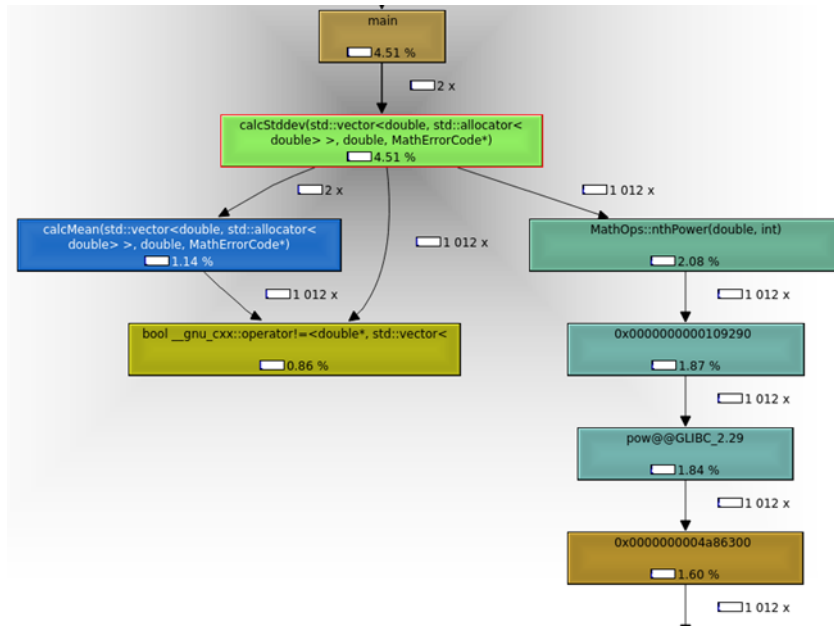 main
4.51 %
2 x
calcStddev(std::vector<double, std::allocator<
double> >, double, MathErrorCode*)
4.51 %
2 x
1 012 x
1 012 x
calcMean(std::vector<double, std::allocator<
double> >, double, MathErrorCode*)
1.14 %
MathOps::nthPower(double, int)
2.08 %
1 012 x
1 012 x
bool __gnu_cxx::operator!=<double*, std::vector<
0.86 %
0x0000000000109290
1.87 %
1 012 x
pow@@GLIBC_2.29
1.84 %
1 012 x
0x0000000004a86300
1.60 %
1 012 x